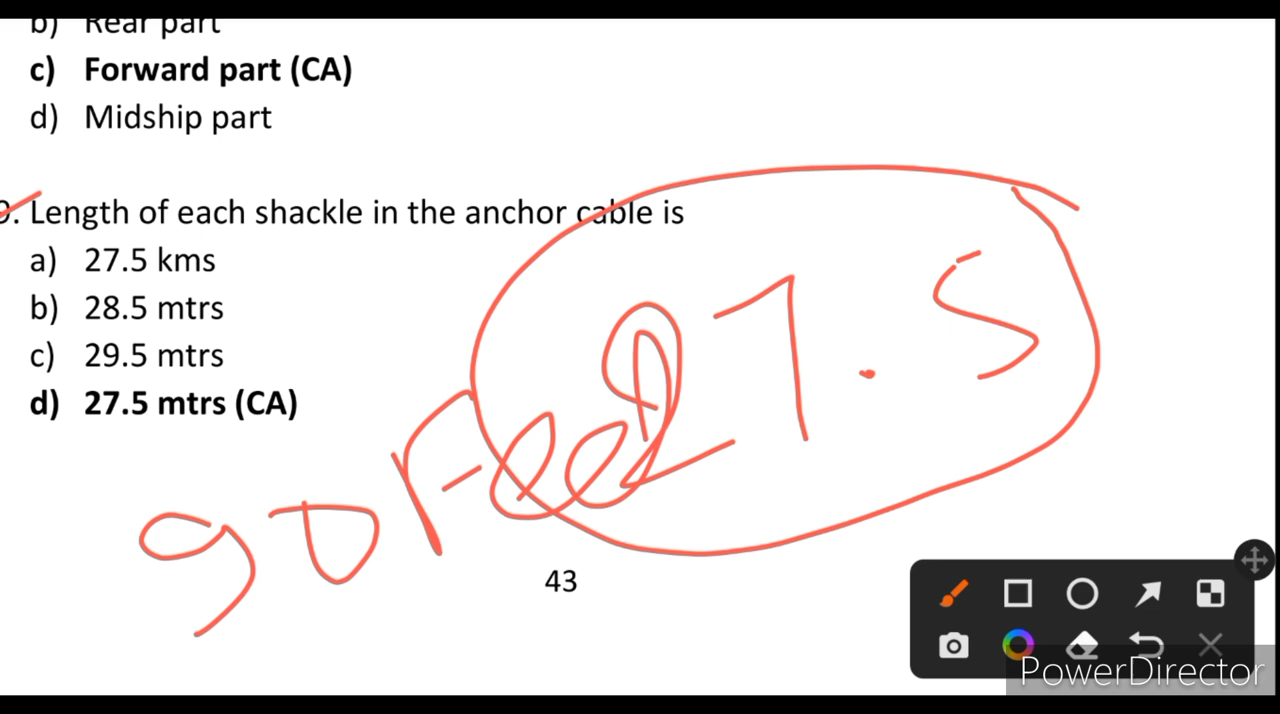 b) Rear part
c) Forward part (CA)
d) Midship part
9. Length of each shackle in the anchor cable is
a) 27.5 kms
b) 28.5 mtrs
c) 29.5 mtrs
d) 27.5 mtrs (CA)
27.5
90 Feet
43
PowerDirector